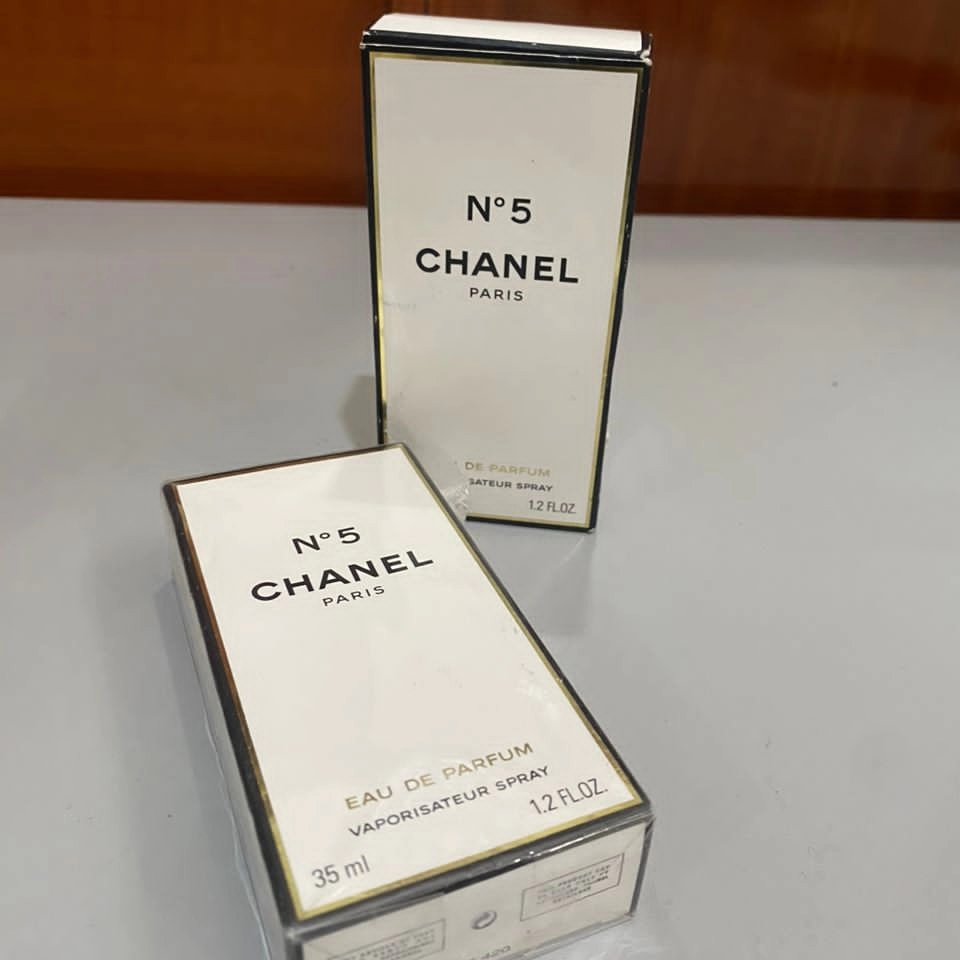 N° 5
CHANEL
PARIS
DE PARFUM
SATEUR SPRAY
1.2 FL.OZ.
N° 5
CHANEL
PARIS
EAU DE PARFUM
VAPORISATEUR SPRAY
35 ml 1.2 FL.OZ.